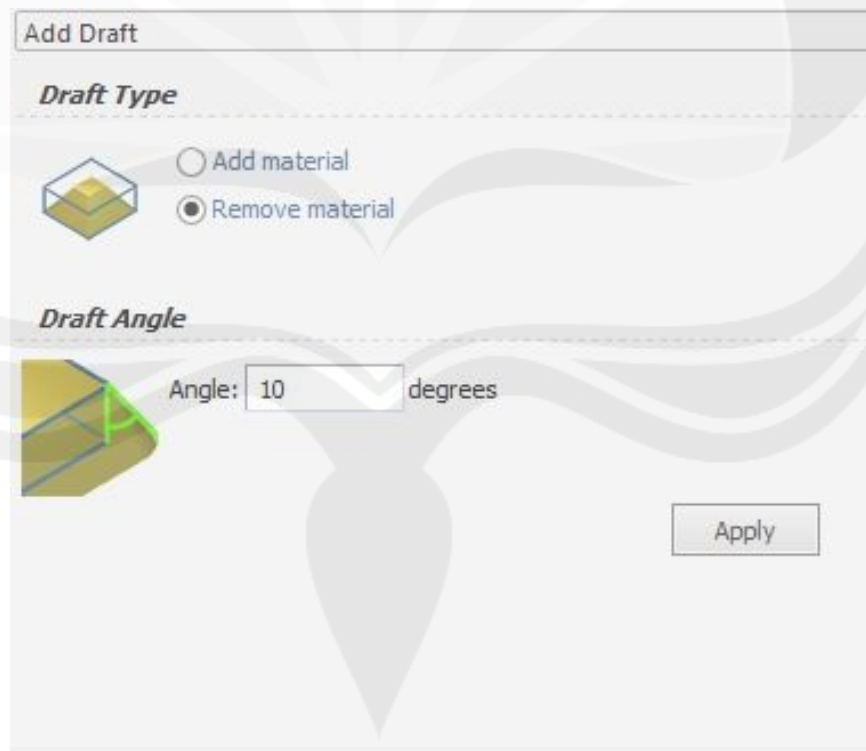 Add Draft
Draft Type
Add material
Remove material
Draft Angle
Angle: 10 degrees
Apply